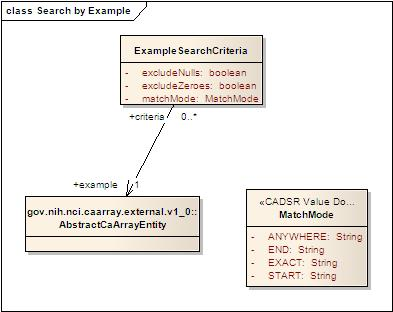 class Search by Example
ExampleSearchCriteria
- excludeNulls: boolean
- excludeZeroes: boolean
- matchMode: MatchMode
+criteria 0..*
+example 1
gov.nih.nci.caarray.external.v1_0::
AbstractCaArrayEntity
«CADSR Value Do...
MatchMode
- ANYWHERE: String
- END: String
- EXACT: String
- START: String